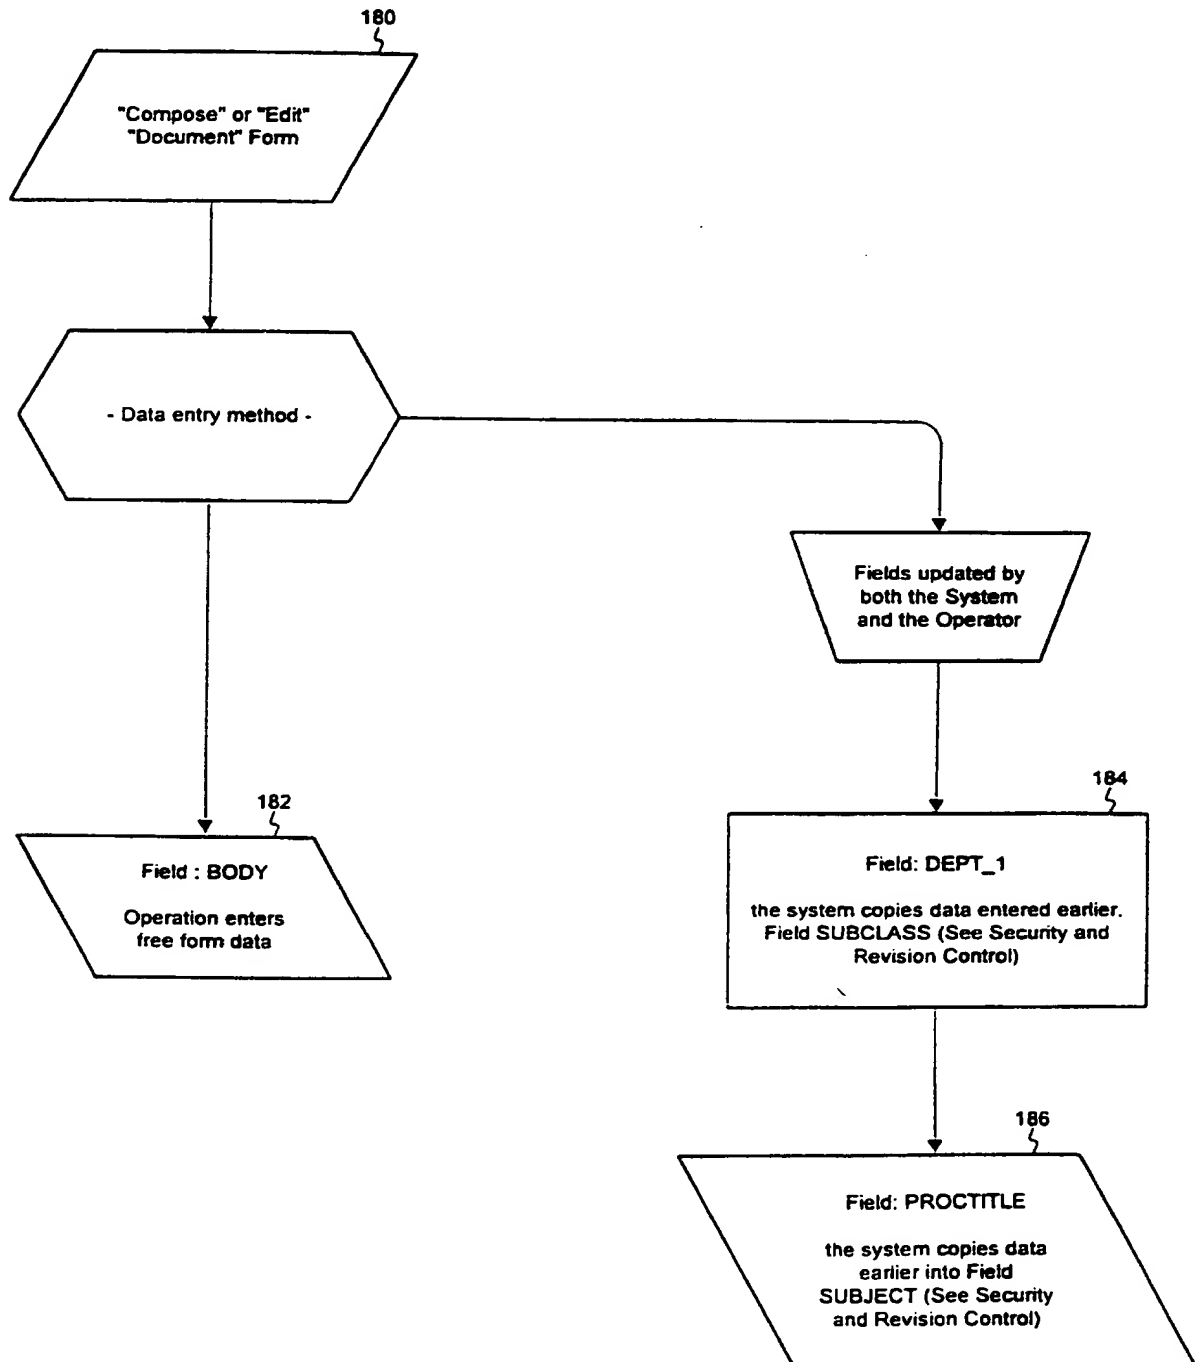 180
"Compose" or "Edit"
"Document" Form
- Data entry method -
Fields updated by
both the System
and the Operator
182
Field : BODY
Operation enters
free form data
184
Field: DEPT_1
the system copies data entered earlier.
Field SUBCLASS (See Security and
Revision Control)
186
Field: PROCTITLE
the system copies data
earlier into Field
SUBJECT (See Security
and Revision Control)